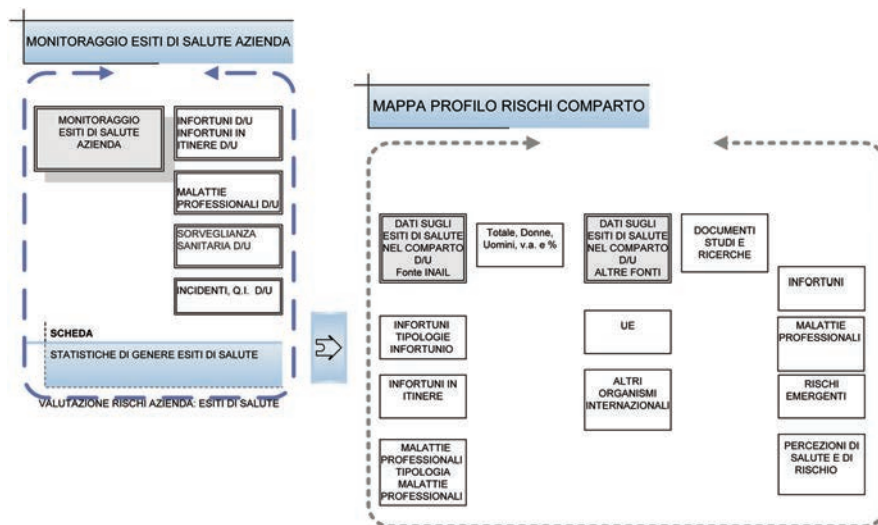 MONITORAGGIO ESITI DI SALUTE AZIENDA
MONITORAGGIO
ESITI DI SALUTE
AZIENDA
INFORTUNI D/U
INFORTUNI IN
ITINERE D/U
MALATTIE
PROFESSIONALI D/U
SORVEGLIANZA
SANITARIA D/U
INCIDENTI, Q.I. D/U
SCHEDA
STATISTICHE DI GENERE ESITI DI SALUTE
VALUTAZIONE RISCHI AZIENDA: ESITI DI SALUTE
MAPPA PROFILO RISCHI COMPARTO
DATI SUGLI
ESITI DI SALUTE
NEL COMPARTO
D/U
Fonte INAIL
Totale, Donne,
Uomini, v.a. e %
INFORTUNI
TIPOLOGIE
INFORTUNIO
INFORTUNI IN
ITINERE
MALATTIE
PROFESSIONALI
TIPOLOGIA
MALATTIE
PROFESSIONALI
DATI SUGLI
ESITI DI SALUTE
NEL COMPARTO
D/U
ALTRE FONTI
DOCUMENTI
STUDI E
RICERCHE
UE
ALTRI
ORGANISMI
INTERNAZIONALI
INFORTUNI
MALATTIE
PROFESSIONALI
RISCHI
EMERGENTI
PERCEZIONI DI
SALUTE E DI
RISCHIO